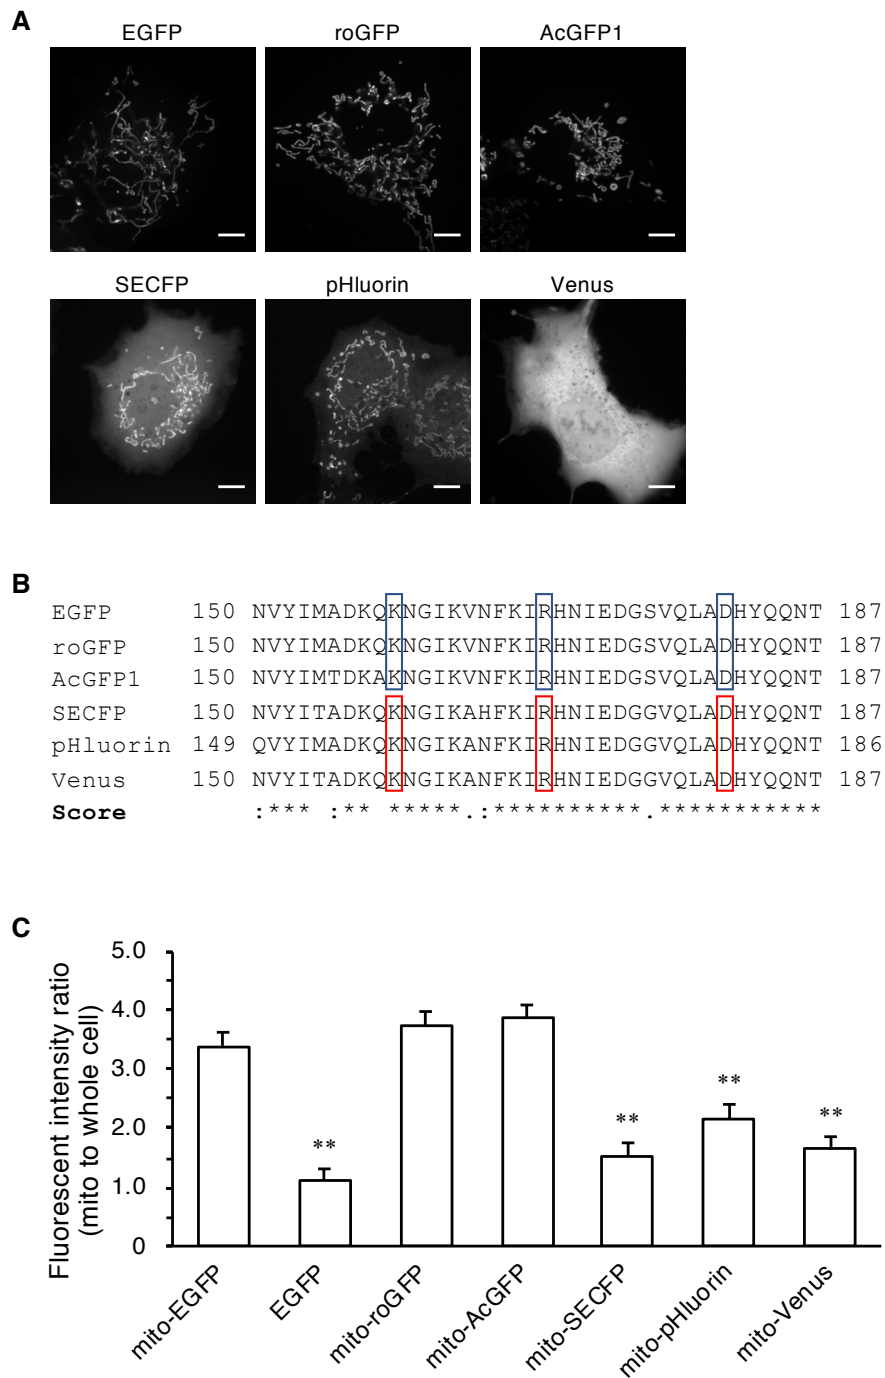 A
EGFP roGFP AcGFP1
SECFP pHluorin Venus
B
EGFP 150 NVYIMADKQKNGIKVNFKIRHNIEDGSVQLADHYQQNT 187
roGFP 150 NVYIMADKQKNGIKVNFKIRHNIEDGSVQLADHYQQNT 187
AcGFP1 150 NVYIMTDKAKNGIKVNFKIRHNIEDGSVQLADHYQQNT 187
SECFP 150 NVYITADKQKNGIKAHFKIRHNIEDGGVQLADHYQQNT 187
pHluorin 149 QVYIMADKQKNGIKANFKIRHNIEDGGVQLADHYQQNT 186
Venus 150 NVYITADKQKNGIKANFKIRHNIEDGGVQLADHYQQNT 187
Score :*** :** *****.:**********.***********
C
Fluorescent intensity ratio
(mito to whole cell)
5.0
4.0
3.0
2.0
1.0
0
**
**
**
**
mito-EGFP
EGFP
mito-roGFP
mito-AcGFP
mito-SECFP
mito-pHluorin
mito-Venus